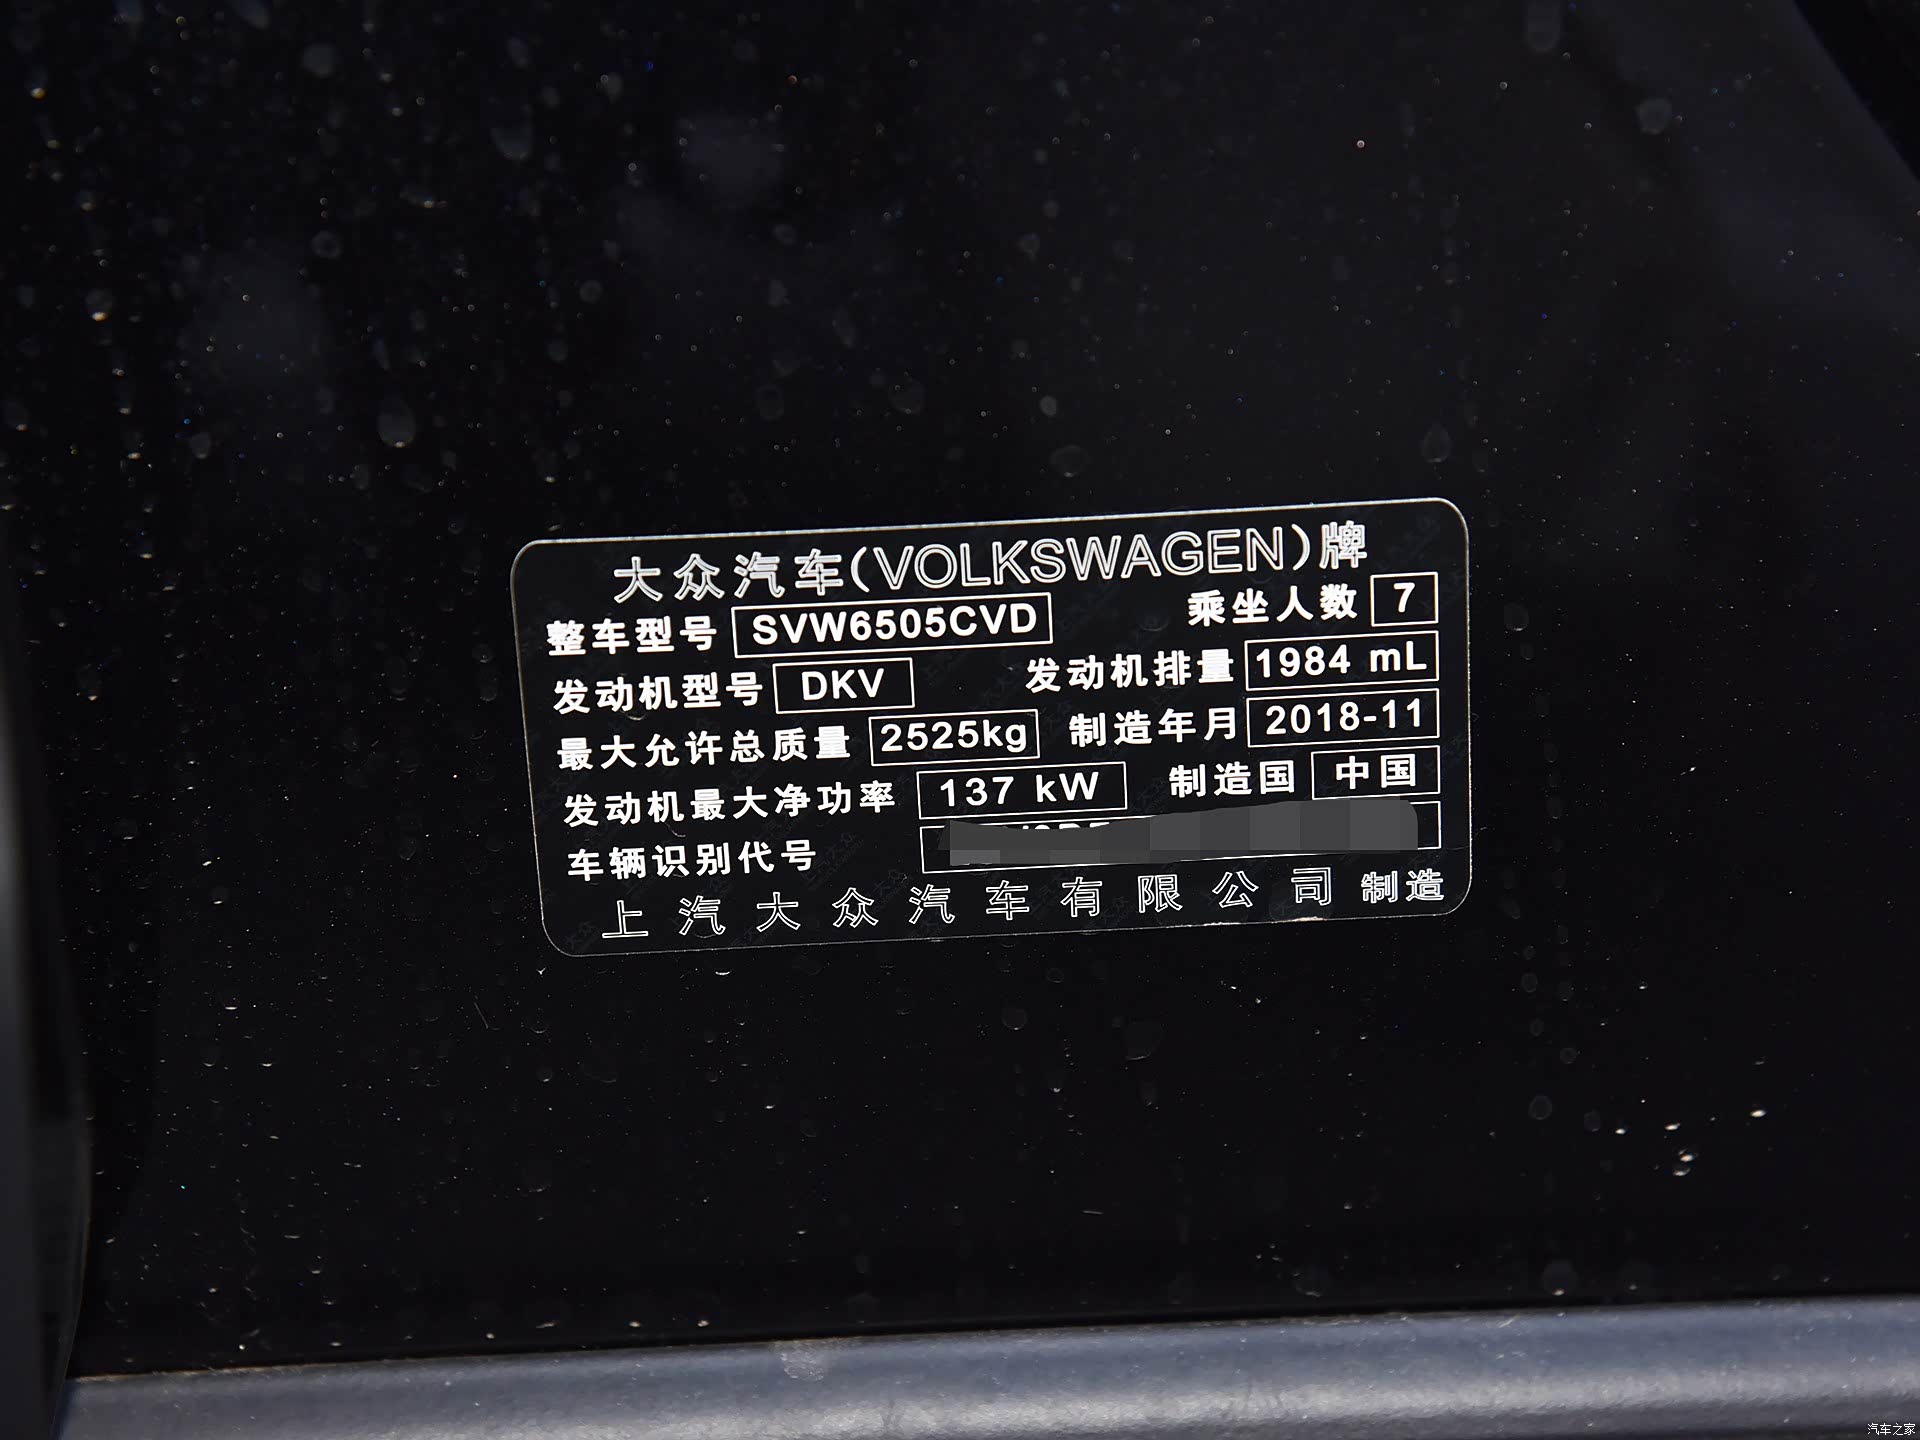 大众汽车(VOLKSWAGEN)牌
整车型号 SVW6505CVD 乘坐人数 7
发动机型号 DKV 发动机排量 1984 mL
最大允许总质量 2525kg 制造年月 2018-11
发动机最大净功率 137 kW 制造国 中国
车辆识别代号
上汽大众汽车有限公司 制造
汽车之家